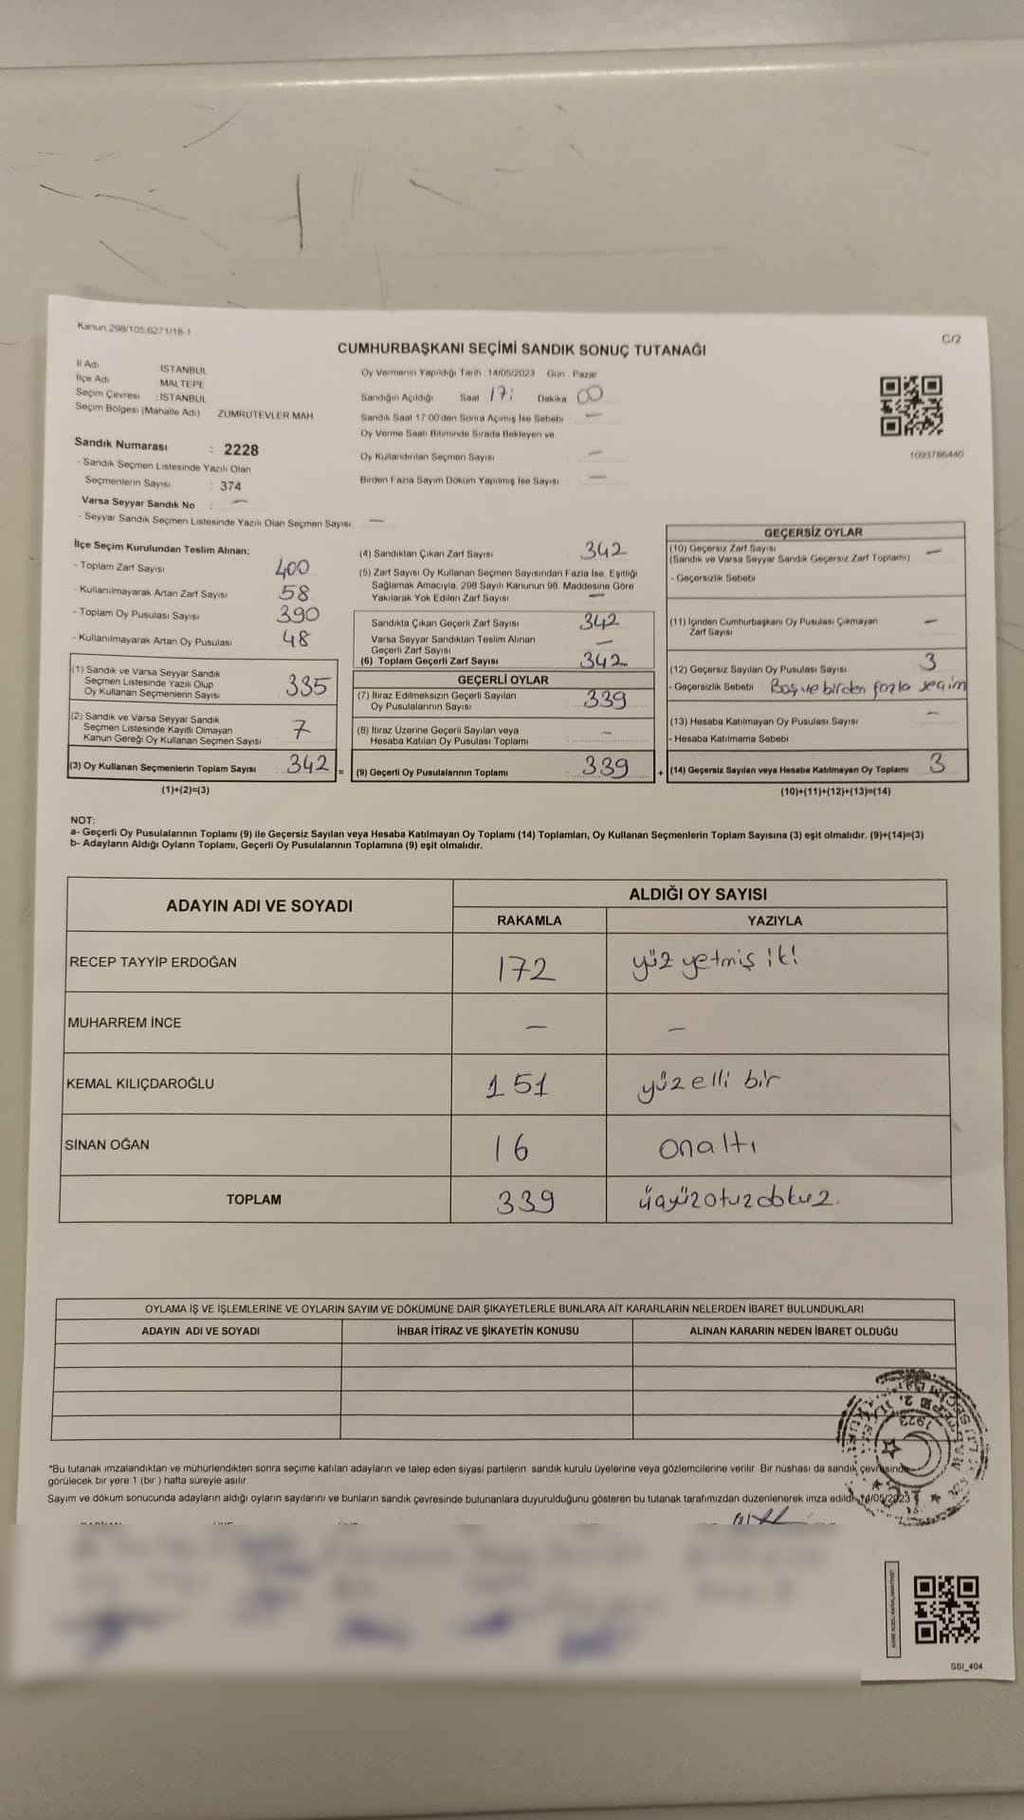 Kanun:298/105,6271/18-1
C/2
CUMHURBAŞKANI SEÇİMİ SANDIK SONUÇ TUTANAĞI
İl Adı : İSTANBUL
İlçe Adı : MALTEPE
Seçim Çevresi : İSTANBUL
Seçim Bölgesi (Mahalle Adı) : ZÜMRÜTEVLER MAH
Oy Vermenin Yapıldığı Tarih : 14/05/2023 Gün : Pazar
Sandığın Açıldığı Saat 17: Dakika 00
Sandık Saat 17.00'den Sonra Açılmış İse Sebebi —
Oy Verme Saati Bitiminde Sırada Bekleyen ve
Oy Kullandırılan Seçmen Sayısı —
Birden Fazla Sayım Döküm Yapılmış İse Sayısı —
1093786440
Sandık Numarası : 2228
- Sandık Seçmen Listesinde Yazılı Olan
Seçmenlerin Sayısı : 374
Varsa Seyyar Sandık No : —
- Seyyar Sandık Seçmen Listesinde Yazılı Olan Seçmen Sayısı —
İlçe Seçim Kurulundan Teslim Alınan:
- Toplam Zarf Sayısı 400
- Kullanılmayarak Artan Zarf Sayısı 58
- Toplam Oy Pusulası Sayısı 390
- Kullanılmayarak Artan Oy Pusulası 48
(1) Sandık ve Varsa Seyyar Sandık
Seçmen Listesinde Yazılı Olup
Oy Kullanan Seçmenlerin Sayısı 335
(2) Sandık ve Varsa Seyyar Sandık
Seçmen Listesinde Kayıtlı Olmayan
Kanun Gereği Oy Kullanan Seçmen Sayısı 7
(3) Oy Kullanan Seçmenlerin Toplam Sayısı 342 =
(1)+(2)=(3)
(4) Sandıktan Çıkan Zarf Sayısı 342
(5) Zarf Sayısı Oy Kullanan Seçmen Sayısından Fazla İse, Eşitliği
Sağlamak Amacıyla, 298 Sayılı Kanunun 98. Maddesine Göre
Yakılarak Yok Edilen Zarf Sayısı —
Sandıkta Çıkan Geçerli Zarf Sayısı 342
Varsa Seyyar Sandıktan Teslim Alınan
Geçerli Zarf Sayısı —
(6) Toplam Geçerli Zarf Sayısı 342
GEÇERLİ OYLAR
(7) İtiraz Edilmeksizin Geçerli Sayılan
Oy Pusulalarının Sayısı 339
(8) İtiraz Üzerine Geçerli Sayılan veya
Hesaba Katılan Oy Pusulası Toplamı —
(9) Geçerli Oy Pusulalarının Toplamı 339 +
GEÇERSİZ OYLAR
(10) Geçersiz Zarf Sayısı —
(Sandık ve Varsa Seyyar Sandık Geçersiz Zarf Toplamı)
- Geçersizlik Sebebi
(11) İçinden Cumhurbaşkanı Oy Pusulası Çıkmayan
Zarf Sayısı —
(12) Geçersiz Sayılan Oy Pusulası Sayısı 3
- Geçersizlik Sebebi Boş ve birden fazla seçim
(13) Hesaba Katılmayan Oy Pusulası Sayısı —
- Hesaba Katılmama Sebebi
(14) Geçersiz Sayılan veya Hesaba Katılmayan Oy Toplamı 3
(10)+(11)+(12)+(13)=(14)
NOT:
a- Geçerli Oy Pusulalarının Toplamı (9) ile Geçersiz Sayılan veya Hesaba Katılmayan Oy Toplamı (14) Toplamları, Oy Kullanan Seçmenlerin Toplam Sayısına (3) eşit olmalıdır. (9)+(14)=(3)
b- Adayların Aldığı Oyların Toplamı, Geçerli Oy Pusulalarının Toplamına (9) eşit olmalıdır.
ADAYIN ADI VE SOYADI
ALDIĞI OY SAYISI
RAKAMLA YAZIYLA
RECEP TAYYİP ERDOĞAN 172 yüz yetmiş iki
MUHARREM İNCE — —
KEMAL KILIÇDAROĞLU 151 yüz elli bir
SİNAN OĞAN 16 onaltı
TOPLAM 339 üçyüzotuzdokuz.
OYLAMA İŞ VE İŞLEMLERİNE VE OYLARIN SAYIM VE DÖKÜMÜNE DAİR ŞİKAYETLERLE BUNLARA AİT KARARLARIN NELERDEN İBARET BULUNDUKLARI
ADAYIN ADI VE SOYADI İHBAR İTİRAZ VE ŞİKAYETİN KONUSU ALINAN KARARIN NEDEN İBARET OLDUĞU
*Bu tutanak imzalandıktan ve mühürlendikten sonra seçime katılan adayların ve talep eden siyasi partilerin sandık kurulu üyelerine veya gözlemcilerine verilir. Bir nüshası da sandık çevresinde
görülecek bir yere 1 (bir) hafta süreyle asılır.
Sayım ve döküm sonucunda adayların aldığı oyların sayılarını ve bunların sandık çevresinde bulunanlara duyurulduğunu gösteren bu tutanak tarafımızdan düzenlenerek imza edildi. 14/05/2023
1923
GSI_404